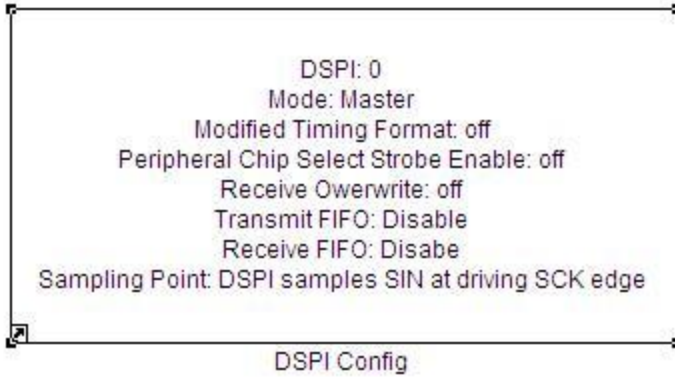 DSPI: 0
Mode: Master
Modified Timing Format: off
Peripheral Chip Select Strobe Enable: off
Receive Owerwrite: off
Transmit FIFO: Disable
Receive FIFO: Disabe
Sampling Point: DSPI samples SIN at driving SCK edge
DSPI Config